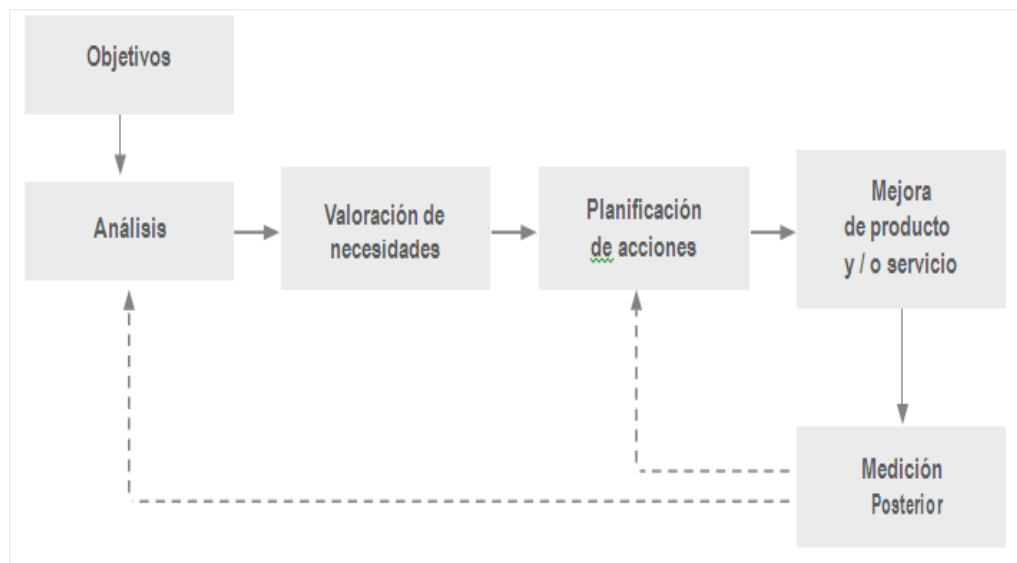 Objetivos
Análisis
Valoración de
necesidades
Planificación
de acciones
Mejora
de producto
y / o servicio
Medición
Posterior